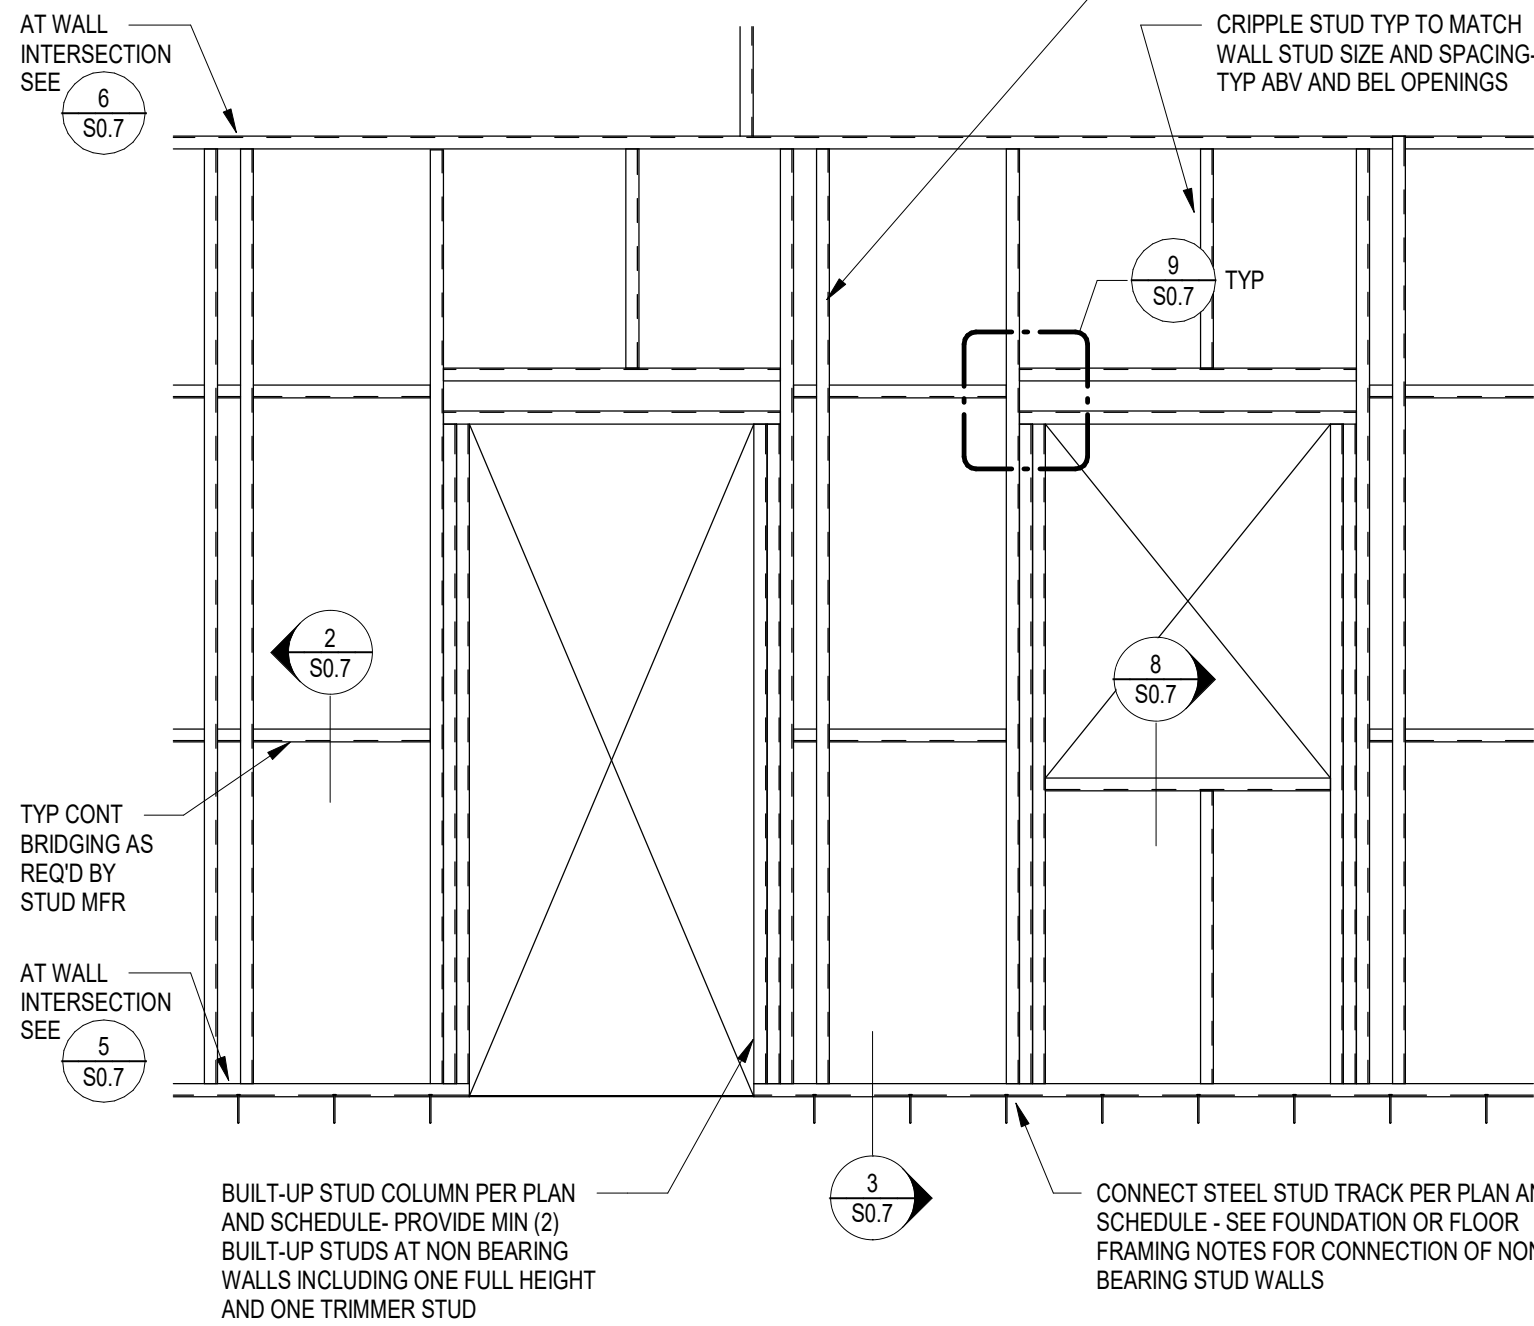 AT WALL
INTERSECTION
SEE
6
S0.7
CRIPPLE STUD TYP TO MATCH
WALL STUD SIZE AND SPACING-
TYP ABV AND BEL OPENINGS
9
S0.7
TYP
2
S0.7
8
S0.7
TYP CONT
BRIDGING AS
REQ'D BY
STUD MFR
AT WALL
INTERSECTION
SEE
5
S0.7
BUILT-UP STUD COLUMN PER PLAN
AND SCHEDULE- PROVIDE MIN (2)
BUILT-UP STUDS AT NON BEARING
WALLS INCLUDING ONE FULL HEIGHT
AND ONE TRIMMER STUD
3
S0.7
CONNECT STEEL STUD TRACK PER PLAN
SCHEDULE - SEE FOUNDATION OR FLOOR
FRAMING NOTES FOR CONNECTION OF
BEARING STUD WALLS